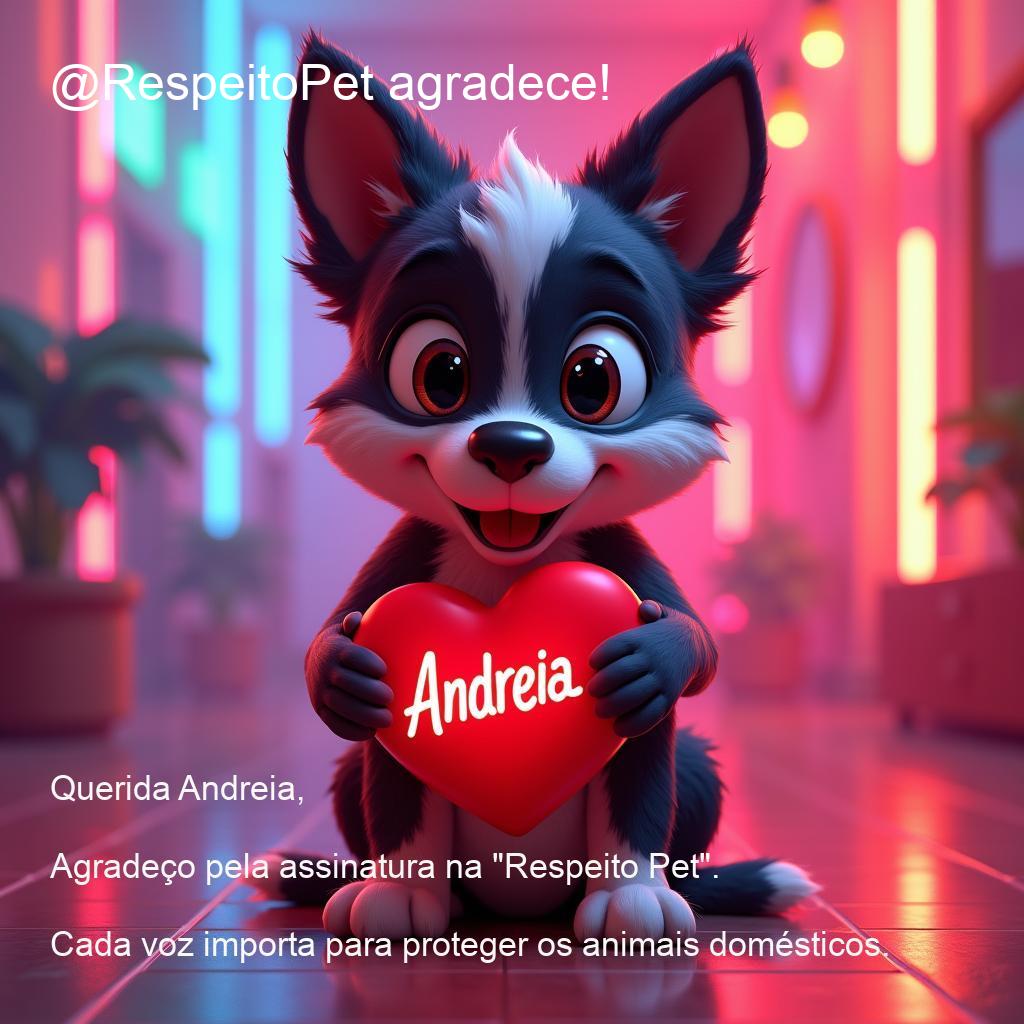 @RespeitoPet agradece!
Andreia
Querida Andreia,
Agradeço pela assinatura na "Respeito Pet".
Cada voz importa para proteger os animais domésticos.